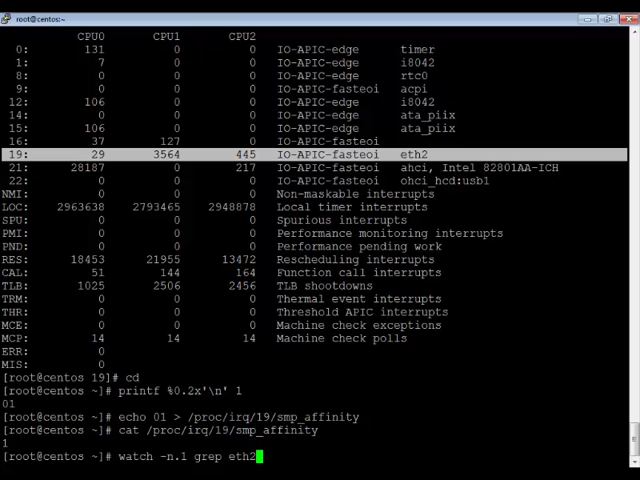 root@centos:~
CPU0 CPU1 CPU2
0: 131 0 0 IO-APIC-edge timer
1: 7 0 0 IO-APIC-edge i8042
8: 0 0 0 IO-APIC-edge rtc0
9: 0 0 0 IO-APIC-fasteoi acpi
12: 106 0 0 IO-APIC-edge i8042
14: 0 0 0 IO-APIC-edge ata_piix
15: 106 0 0 IO-APIC-edge ata_piix
16: 37 127 0 IO-APIC-fasteoi
19: 29 3564 445 IO-APIC-fasteoi eth2
21: 28187 0 217 IO-APIC-fasteoi ahci, Intel 82801AA-ICH
22: 0 0 0 IO-APIC-fasteoi ohci_hcd:usb1
NMI: 0 0 0 Non-maskable interrupts
LOC: 2963638 2793465 2948878 Local timer interrupts
SPU: 0 0 0 Spurious interrupts
PMI: 0 0 0 Performance monitoring interrupts
PND: 0 0 0 Performance pending work
RES: 18453 21955 13472 Rescheduling interrupts
CAL: 51 144 164 Function call interrupts
TLB: 1025 2506 2456 TLB shootdowns
TRM: 0 0 0 Thermal event interrupts
THR: 0 0 0 Threshold APIC interrupts
MCE: 0 0 0 Machine check exceptions
MCP: 14 14 14 Machine check polls
ERR: 0
MIS: 0
[root@centos 19]# cd
[root@centos ~]# printf %0.2x'\n' 1
01
[root@centos ~]# echo 01 > /proc/irq/19/smp_affinity
[root@centos ~]# cat /proc/irq/19/smp_affinity
1
[root@centos ~]# watch -n.1 grep eth2